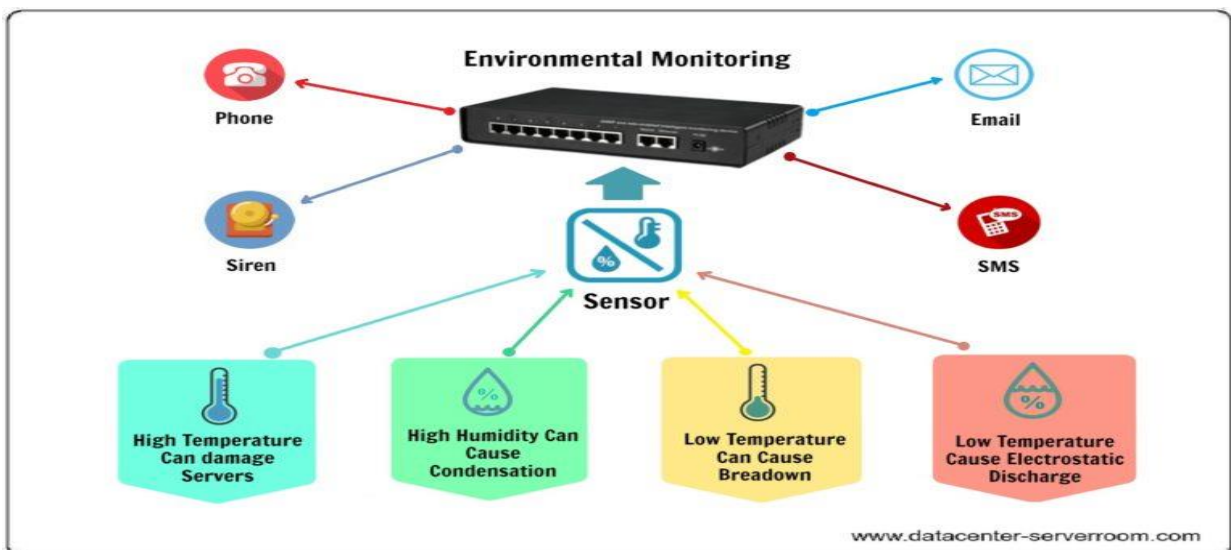 Environmental Monitoring
Phone
Email
Siren
SMS
SMS
Sensor
%
%
%
High Temperature
Can damage
Servers
High Humidity Can
Cause
Condensation
Low Temperature
Can Cause
Breadown
Low Temperature
Cause Electrostatic
Discharge
www.datacenter-serverroom.com